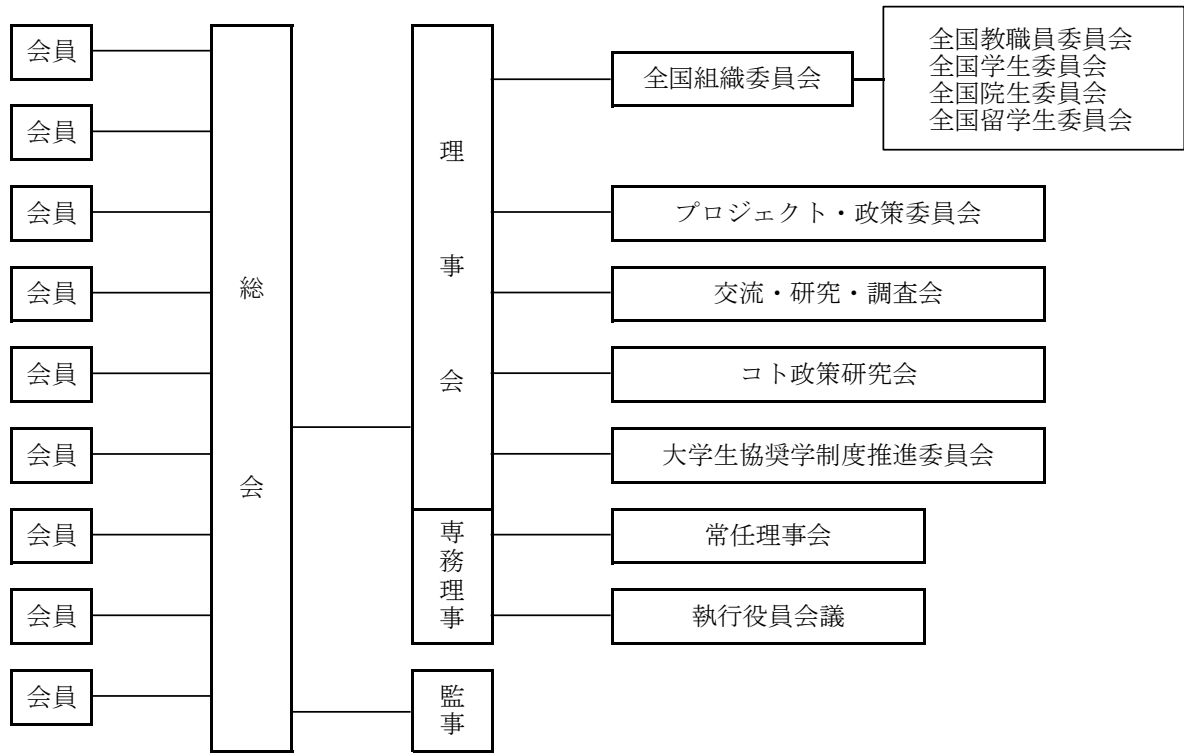 会員
会員
会員
会員
会員
会員
会員
会員
会員
総会
理事会
専務理事
監事
全国組織委員会
全国教職員委員会
全国学生委員会
全国院生委員会
全国留学生委員会
プロジェクト・政策委員会
交流・研究・調査会
コト政策研究会
大学生協奨学制度推進委員会
常任理事会
執行役員会議